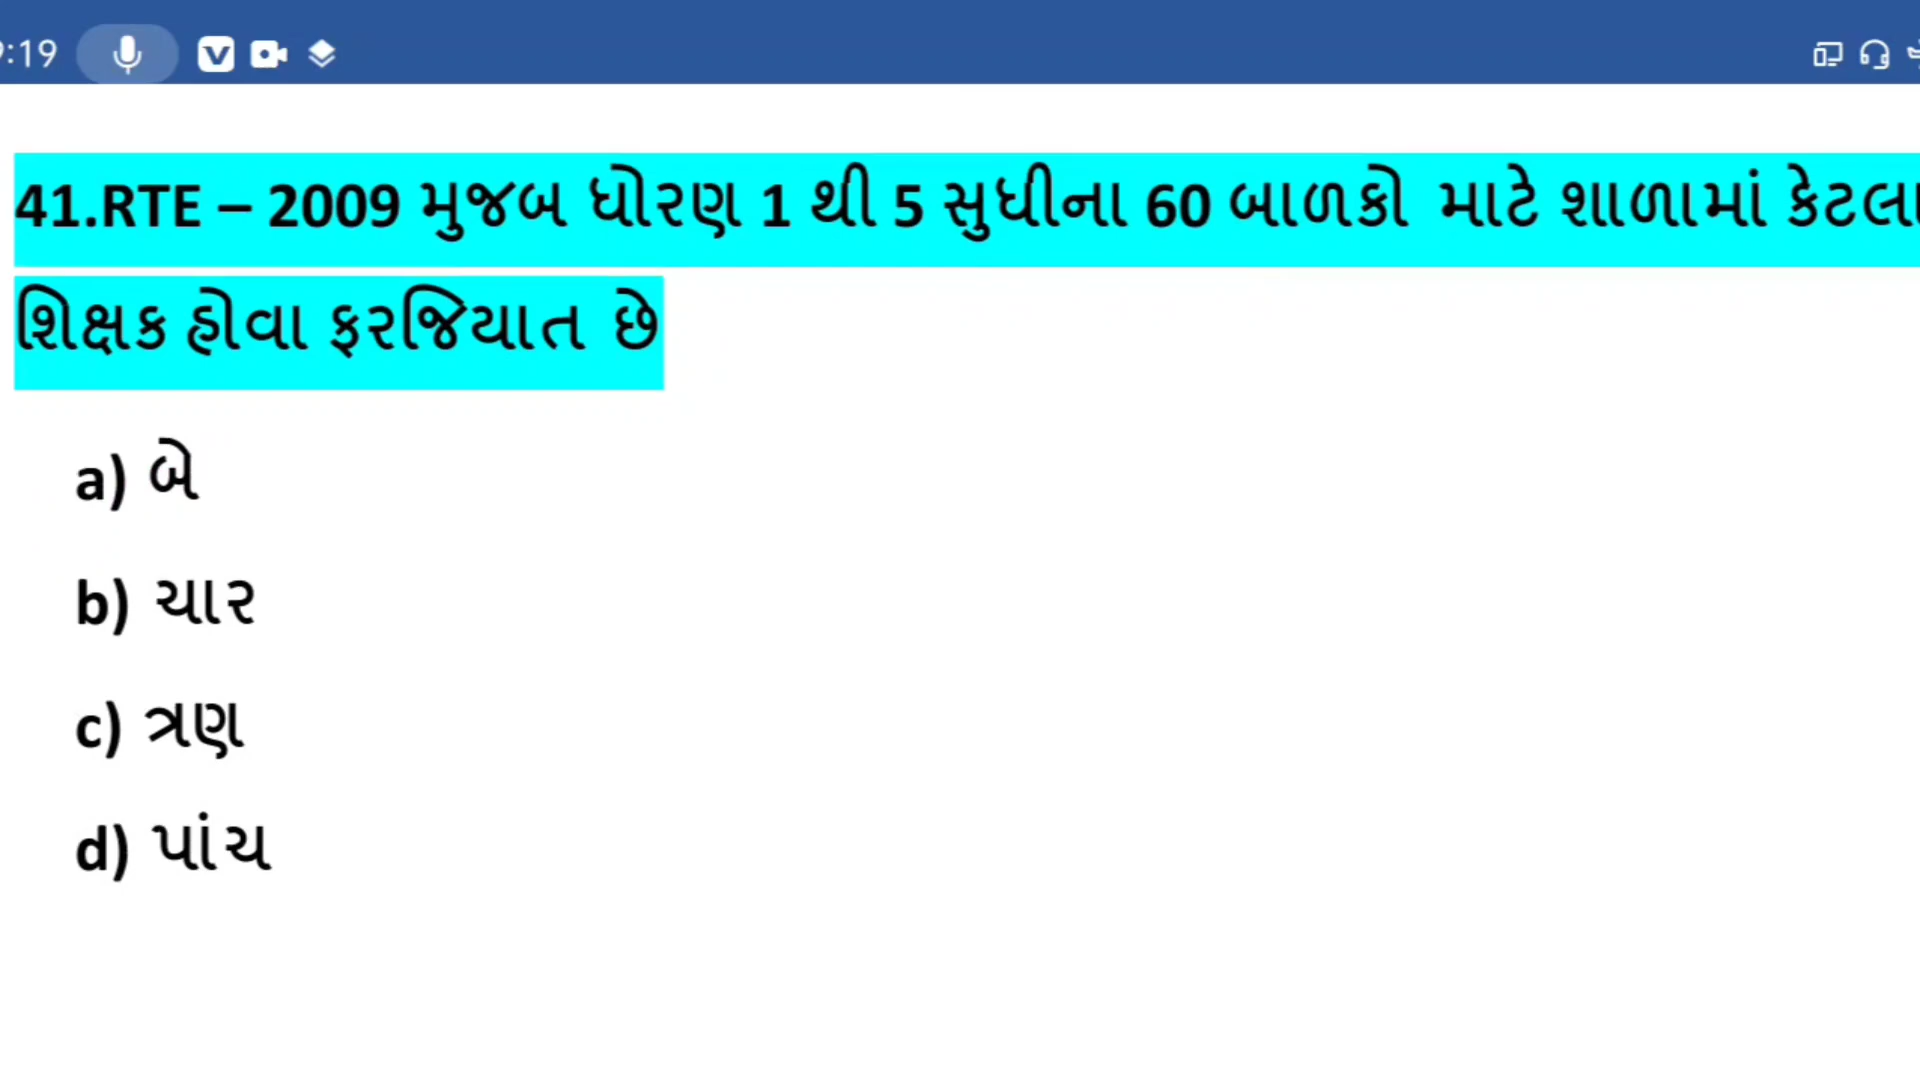 :19
41.RTE – 2009 મુજબ ધોરણ 1 થી 5 સુધીના 60 બાળકો માટે શાળામાં કેટલા
શિક્ષક હોવા ફરજિયાત છે
a) બે
b) ચાર
c) ત્રણ
d) પાંચ